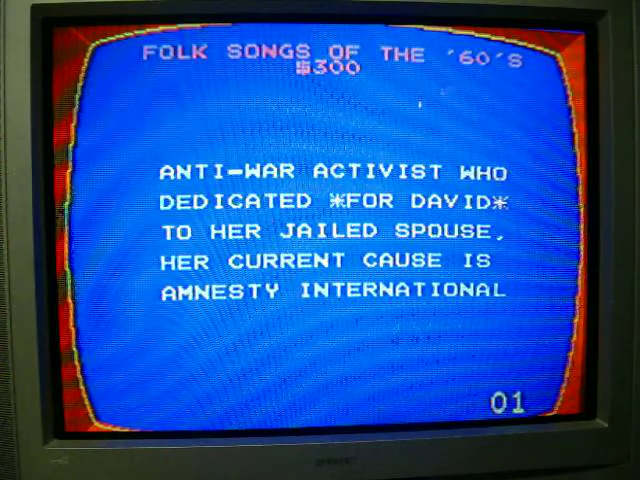 FOLK SONGS OF THE '60'S
$300
ANTI-WAR ACTIVIST WHO
DEDICATED *FOR DAVID*
TO HER JAILED SPOUSE,
HER CURRENT CAUSE IS
AMNESTY INTERNATIONAL
01